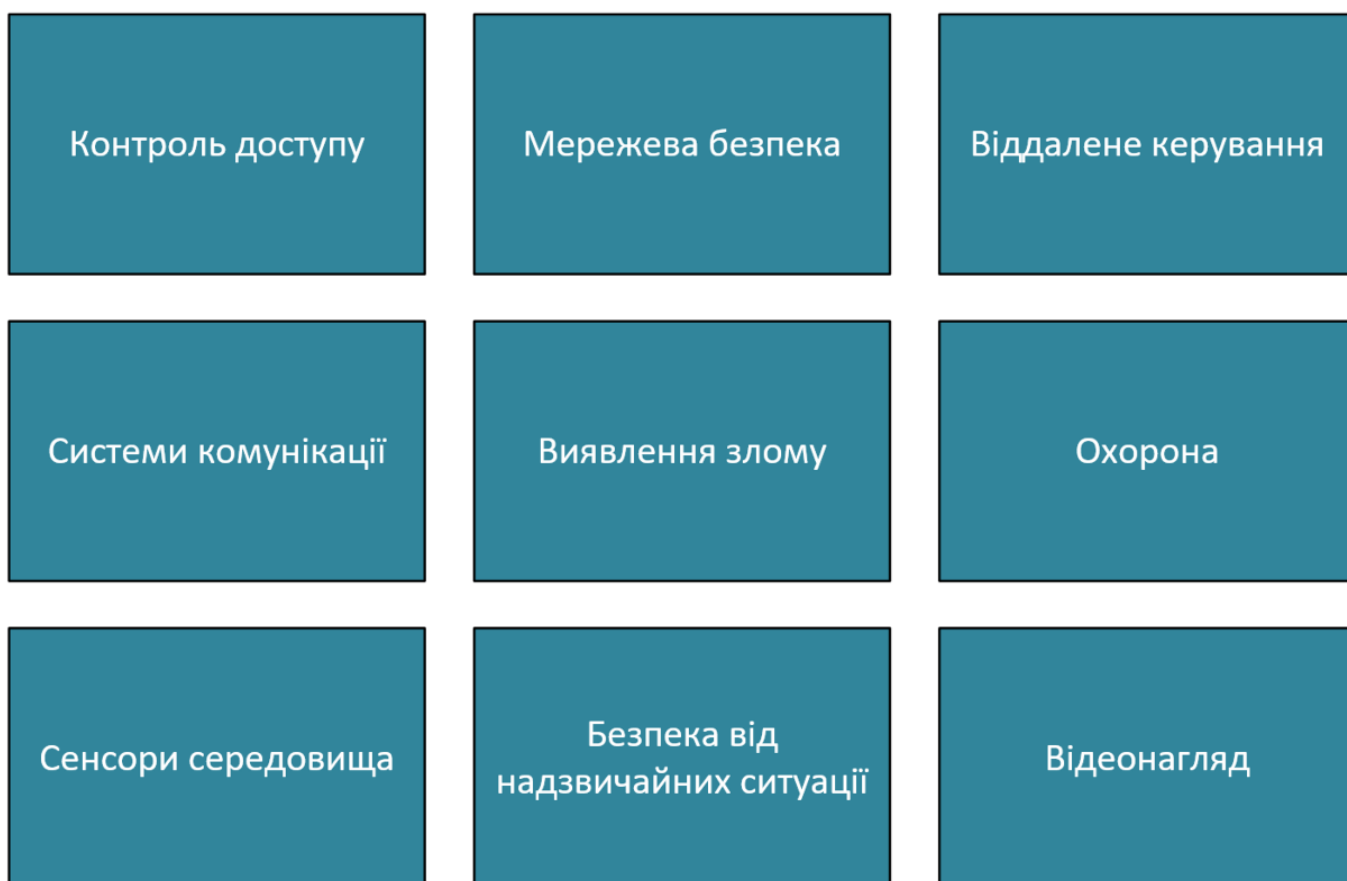 Контроль доступу
Мережева безпека
Віддалене керування
Системи комунікації
Виявлення злому
Охорона
Сенсори середовища
Безпека від
надзвичайних ситуації
Відеонагляд